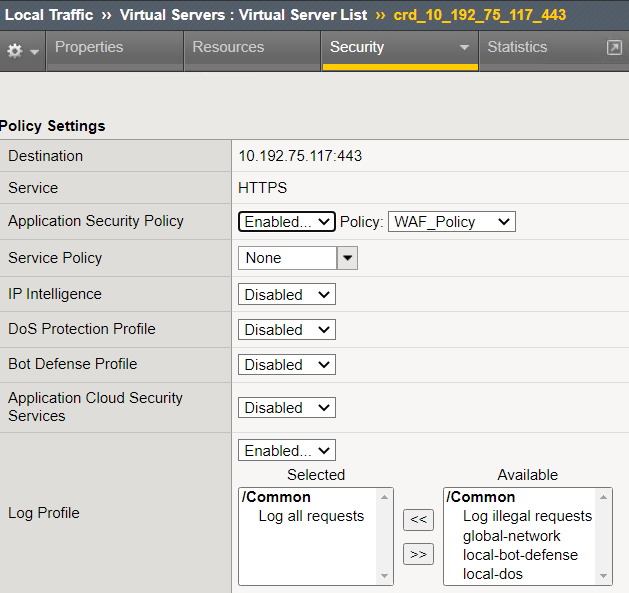 Local Traffic ›› Virtual Servers : Virtual Server List ›› crd_10_192_75_117_443
Properties Resources Security Statistics
Policy Settings
Destination 10.192.75.117:443
Service HTTPS
Application Security Policy Enabled... Policy: WAF_Policy
Service Policy None
IP Intelligence Disabled
DoS Protection Profile Disabled
Bot Defense Profile Disabled
Application Cloud Security
Services Disabled
Enabled...
Selected Available
/Common /Common
Log all requests Log illegal requests
Log Profile << global-network
>> local-bot-defense
local-dos